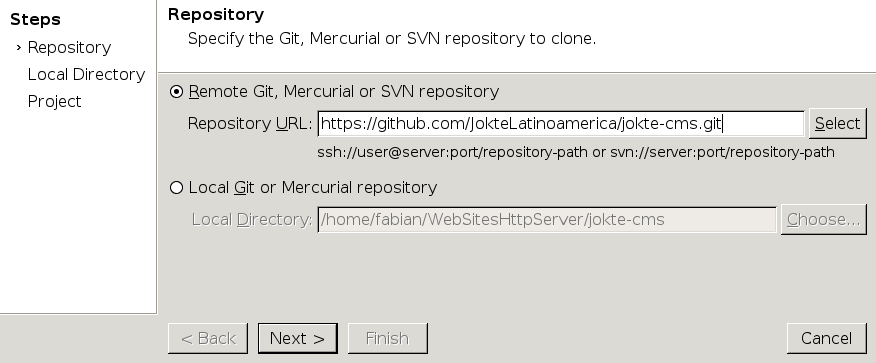 Steps
› Repository
Local Directory
Project
Repository
Specify the Git, Mercurial or SVN repository to clone.
Remote Git, Mercurial or SVN repository
Repository URL: https://github.com/JokteLatinoamerica/jokte-cms.git Select
ssh://user@server:port/repository-path or svn://server:port/repository-path
Local Git or Mercurial repository
Local Directory: /home/fabian/WebSitesHttpServer/jokte-cms Choose...
< Back Next > Finish Cancel